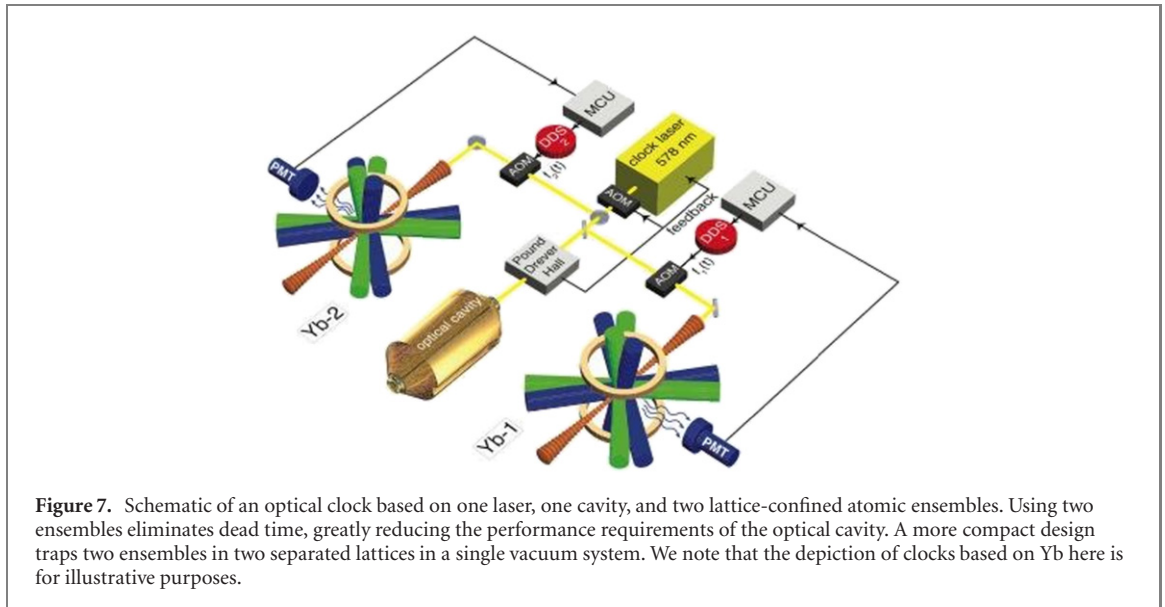 MCU
DDS
2
AOM
f₂(t)
clock laser
578 nm
AOM
feedback
MCU
DDS
1
AOM
f₁(t)
PMT
Pound
Drever
Hall
optical cavity
Yb-2
Yb-1
PMT
Figure 7. Schematic of an optical clock based on one laser, one cavity, and two lattice-confined atomic ensembles. Using two
ensembles eliminates dead time, greatly reducing the performance requirements of the optical cavity. A more compact design
traps two ensembles in two separated lattices in a single vacuum system. We note that the depiction of clocks based on Yb here is
for illustrative purposes.